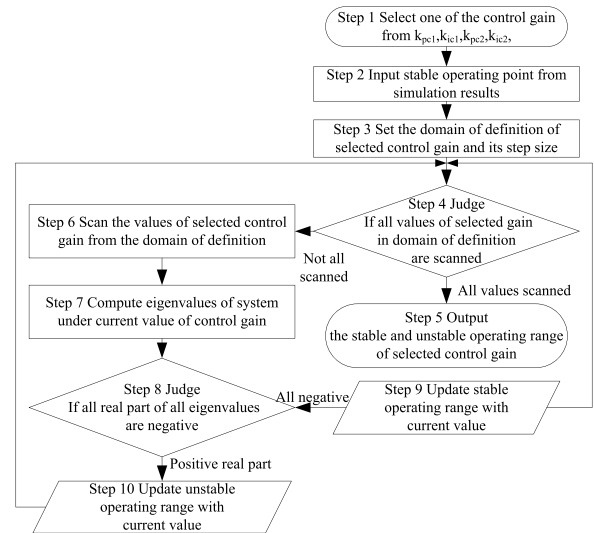 Step 1 Select one of the control gain
from kpc1,kic1,kpc2,kic2,
Step 2 Input stable operating point from
simulation results
Step 3 Set the domain of definition of
selected control gain and its step size
Step 4 Judge
If all values of selected gain
in domain of definition
are scanned
Not all
scanned
All values scanned
Step 5 Output
the stable and unstable operating range
of selected control gain
Step 6 Scan the values of selected control
gain from the domain of definition
Step 7 Compute eigenvalues of system
under current value of control gain
Step 8 Judge
If all real part of all eigenvalues
are negative
All negative
Step 9 Update stable
operating range with
current value
Positive real part
Step 10 Update unstable
operating range with
current value